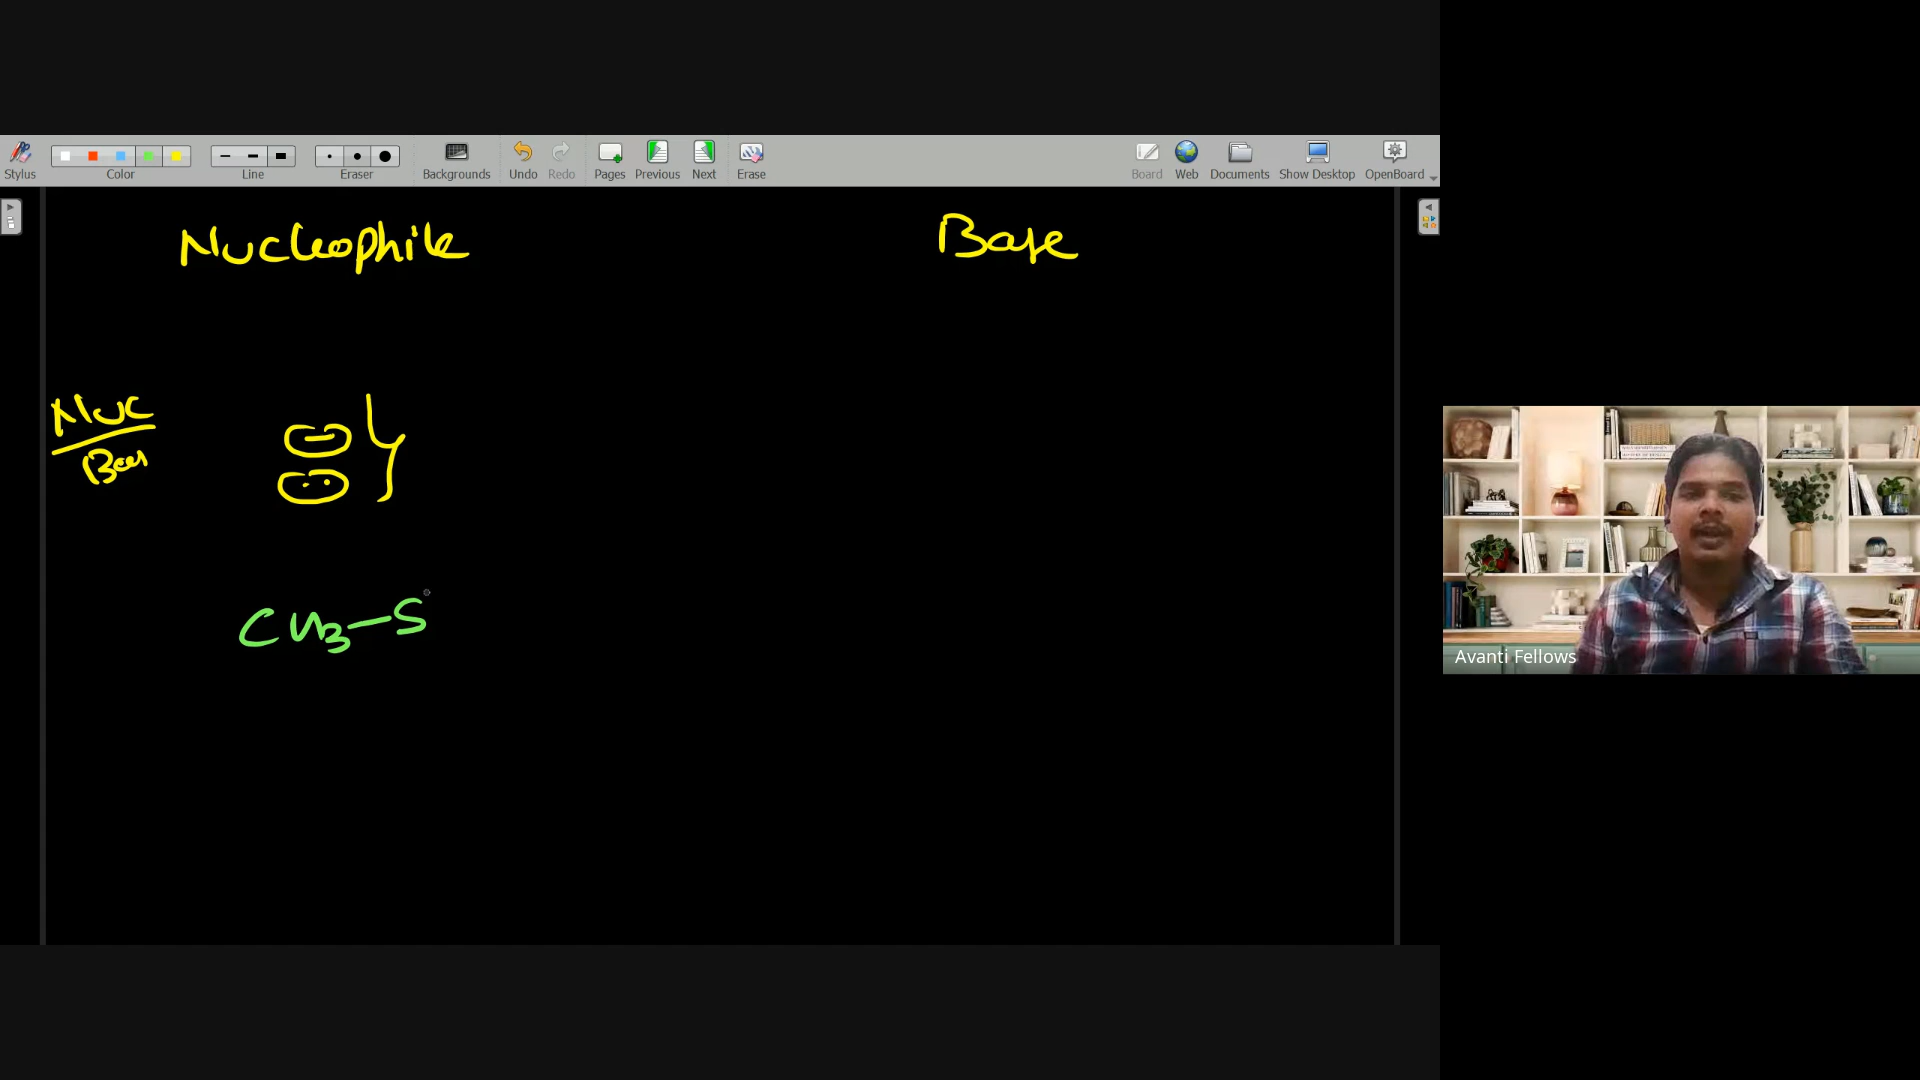 Stylus Color Line Eraser Backgrounds Undo Redo Pages Previous Next Erase Board Web Documents Show Desktop OpenBoard
Nucleophile Base
Nuc
Bas
CH3-S
Avanti Fellows